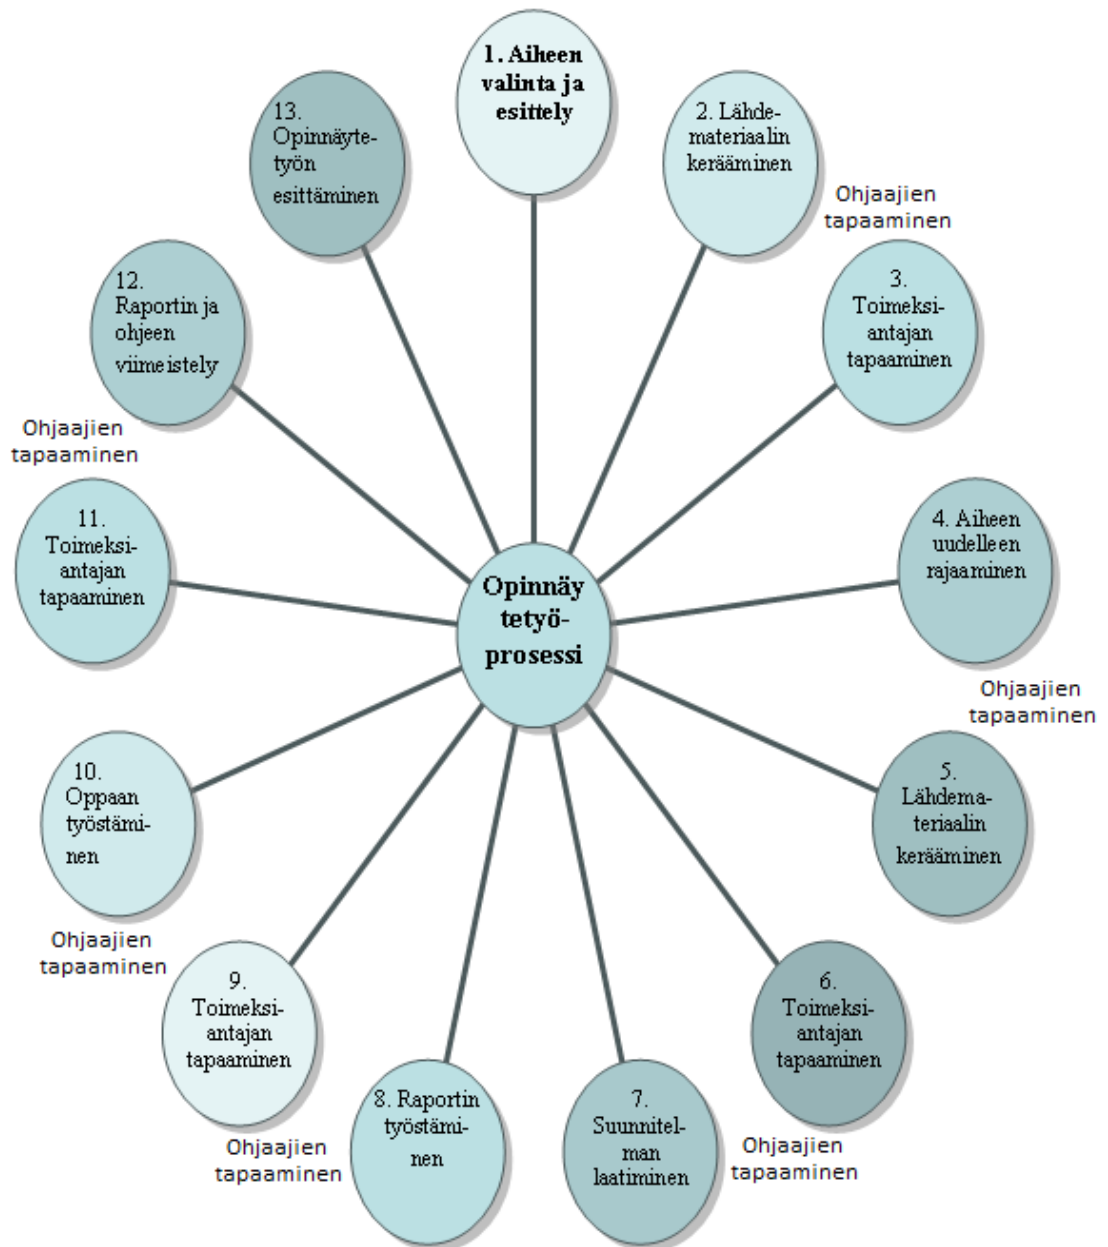 1. Aiheen
valinta ja
esittely
2. Lähde-
materiaalin
kerääminen
Ohjaajien
tapaaminen
3.
Toimeksi-
antajan
tapaaminen
4. Aiheen
uudelleen
rajaaminen
Ohjaajien
tapaaminen
5.
Lähdema-
teriaalin
kerääminen
6.
Toimeksi-
antajan
tapaaminen
Ohjaajien
tapaaminen
7.
Suunnitel-
man
laatiminen
8. Raportin
työstämi-
nen
Ohjaajien
tapaaminen
9.
Toimeksi-
antajan
tapaaminen
Ohjaajien
tapaaminen
10.
Oppaan
työstämi-
nen
11.
Toimeksi-
antajan
tapaaminen
Ohjaajien
tapaaminen
12.
Raportin ja
ohjeen
viimeistely
13.
Opinnäyte-
työn
esittäminen
Opinnäy
tetyö-
prosessi